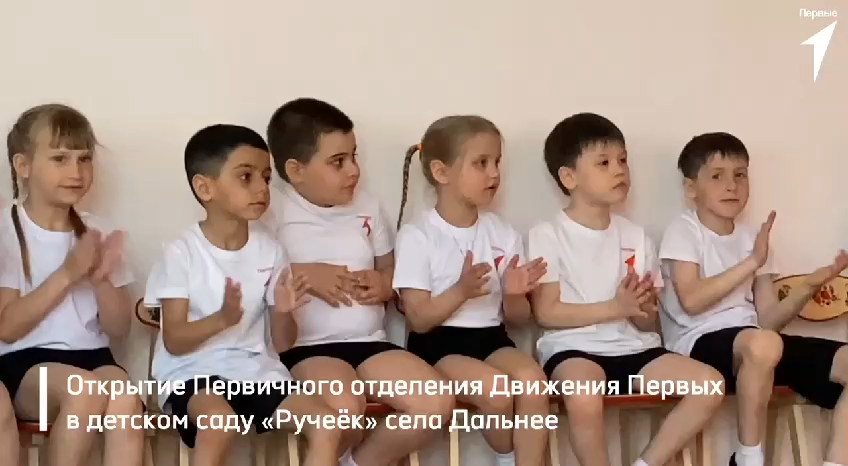 Первые
Открытие Первичного отделения Движения Первых
в детском саду «Ручеёк» села Дальнее